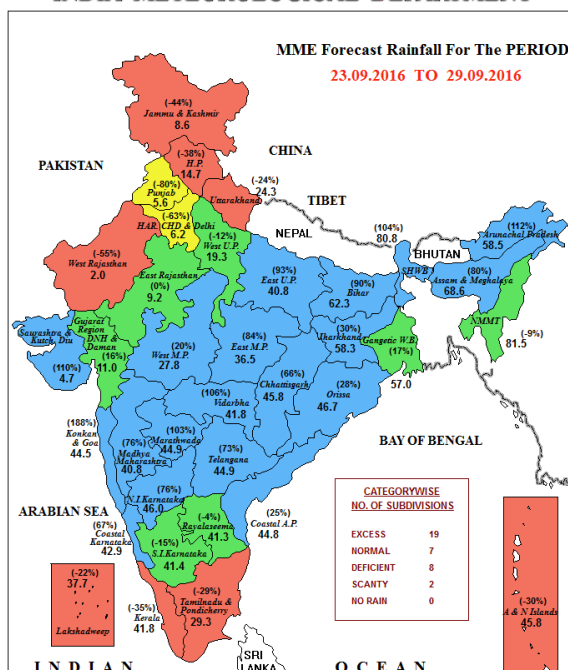 INDIA METEOROLOGICAL DEPARTMENT
MME Forecast Rainfall For The PERIOD
23.09.2016 TO 29.09.2016
(-44%)
Jammu & Kashmir
8.6
(-38%)
H.P.
14.7
CHINA
PAKISTAN
(-80%)
Punjab
5.6
(-24%)
24.3
Uttarakhand
TIBET
(-63%)
HAR. CHD & Delhi
6.2
(-12%)
West U.P.
19.3
NEPAL
(104%)
80.8
(112%)
Arunachal Pradesh
58.5
BHUTAN
(-55%)
West Rajasthan
2.0
East Rajasthan
(0%)
9.2
(93%)
East U.P.
40.8
(90%)
Bihar
62.3
SHWB
(80%)
Assam & Meghalaya
68.6
Saurashtra &
Kutch, Diu
(110%)
4.7
Gujarat
Region
DNH &
Daman
(16%)
11.0
(20%)
West M.P.
27.8
(84%)
East M.P.
36.5
(30%)
Jharkhand
58.3
Gangetic W.B.
(17%)
57.0
NMMT
(-9%)
81.5
(66%)
Chhattisgarh
45.8
(28%)
Orissa
46.7
(106%)
Vidarbha
41.8
(188%)
Konkan
& Goa
44.5
(76%)
Madhya
Maharashtra
40.8
(103%)
Marathwada
44.9
(73%)
Telangana
44.9
BAY OF BENGAL
(76%)
N.I.Karnataka
46.0
ARABIAN SEA
(67%)
Coastal
Karnataka
42.9
(-4%)
Rayalaseema
41.3
(25%)
Coastal A.P.
44.8
(-15%)
S.I.Karnataka
41.4
CATEGORYWISE
NO. OF SUBDIVISIONS
EXCESS 19
NORMAL 7
DEFICIENT 8
SCANTY 2
NO RAIN 0
(-22%)
37.7
Lakshadweep
(-35%)
Kerala
41.8
(-29%)
Tamilnadu &
Pondicherry
29.3
(-30%)
A & N Islands
45.8
SRI
LANKA
INDIAN OCEAN